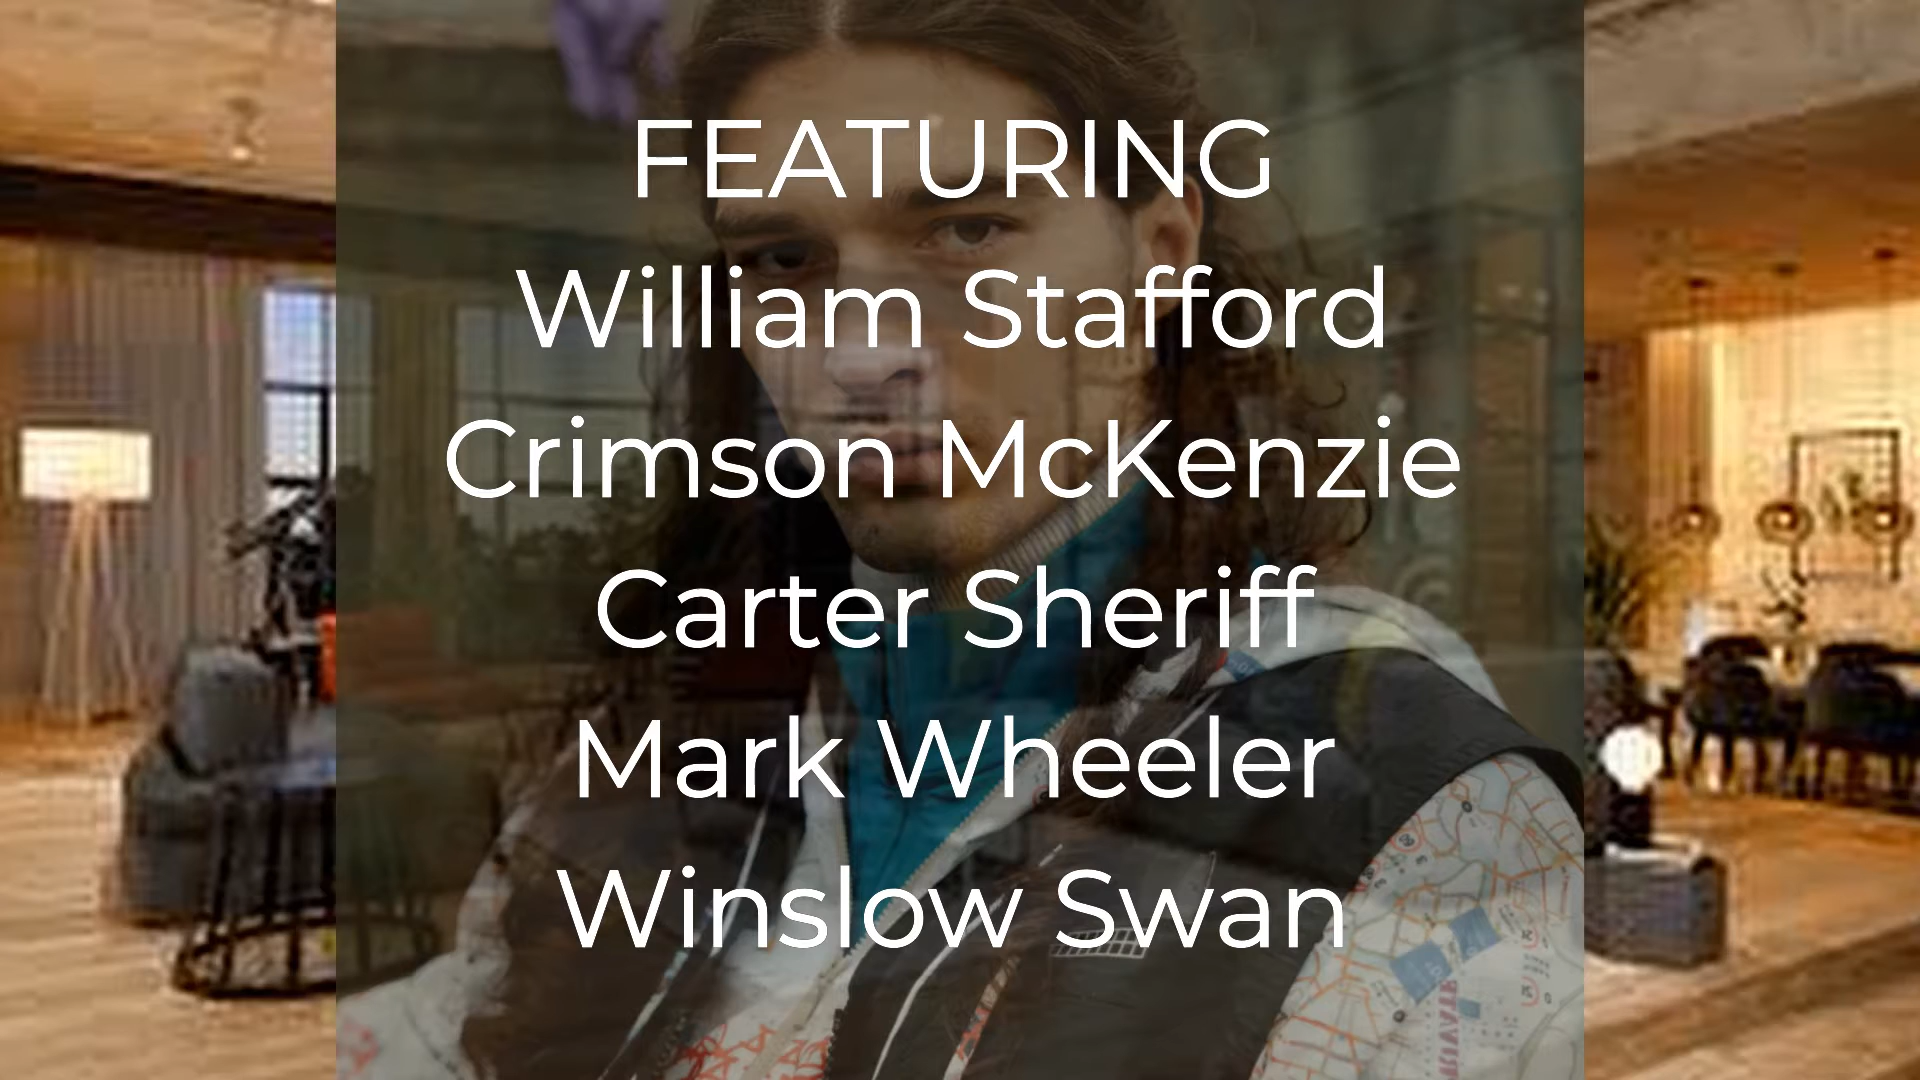 FEATURING
William Stafford
Crimson McKenzie
Carter Sheriff
Mark Wheeler
Winslow Swan